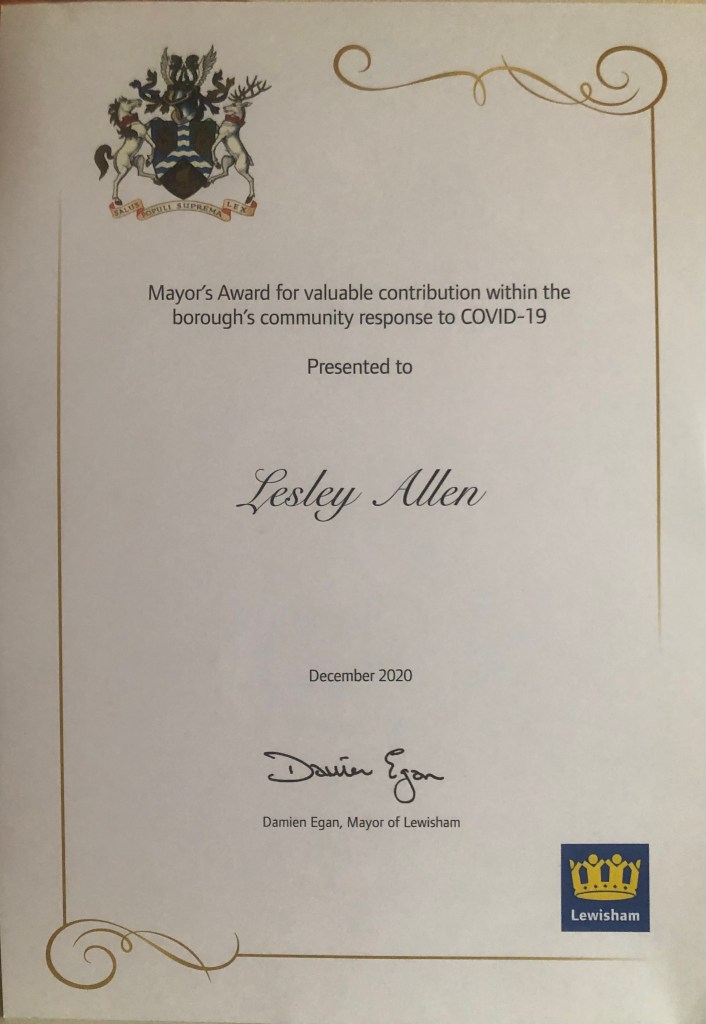 SALUS POPULI SUPREMA LEX
Mayor's Award for valuable contribution within the
borough's community response to COVID-19
Presented to
Lesley Allen
December 2020
Damien Egan
Damien Egan, Mayor of Lewisham
Lewisham